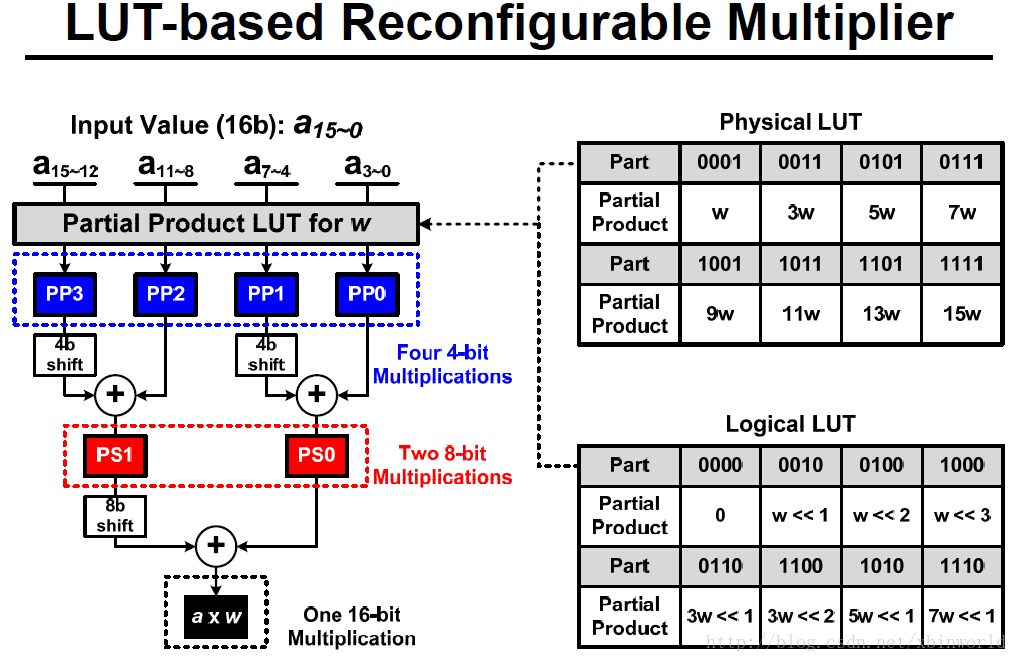 LUT-based Reconfigurable Multiplier
Input Value (16b): a15~0
a15~12 a11~8 a7~4 a3~0
Partial Product LUT for w
PP3 PP2 PP1 PP0
4b
shift
4b
shift
Four 4-bit
Multiplications
+ +
PS1 PS0
Two 8-bit
Multiplications
8b
shift
+
a x w
One 16-bit
Multiplication
Physical LUT
Part 0001 0011 0101 0111
Partial
Product w 3w 5w 7w
Part 1001 1011 1101 1111
Partial
Product 9w 11w 13w 15w
Logical LUT
Part 0000 0010 0100 1000
Partial
Product 0 w << 1 w << 2 w << 3
Part 0110 1100 1010 1110
Partial
Product 3w << 1 3w << 2 5w << 1 7w << 1
http://blog.csdn.net/xbinworld